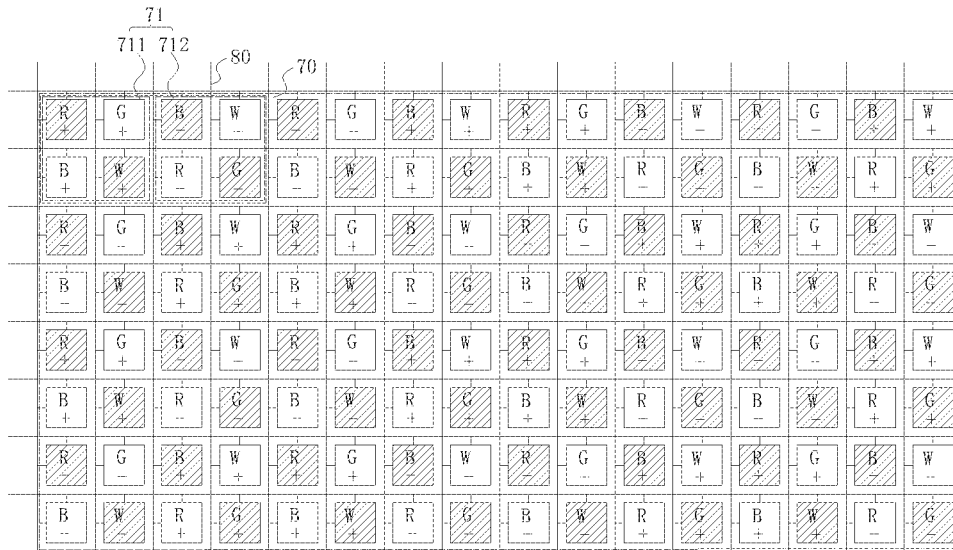 71
711 712 80 70
R G B W R G B W R G B W R G B W
+ + - - - - + + + + - - - - + +
B W R G B W R G B W R G B W R G
+ + - - - - + + + + - - - - + +
R G B W R G B W R G B W R G B W
- - + + + + - - - - + + + + - -
B W R G B W R G B W R G B W R G
- - + + + + - - - - + + + + - -
R G B W R G B W R G B W R G B W
+ + - - - - + + + + - - - - + +
B W R G B W R G B W R G B W R G
+ + - - - - + + + + - - - - + +
R G B W R G B W R G B W R G B W
- - + + + + - - - - + + + + - -
B W R G B W R G B W R G B W R G
- - + + + + - - - - + + + + - -